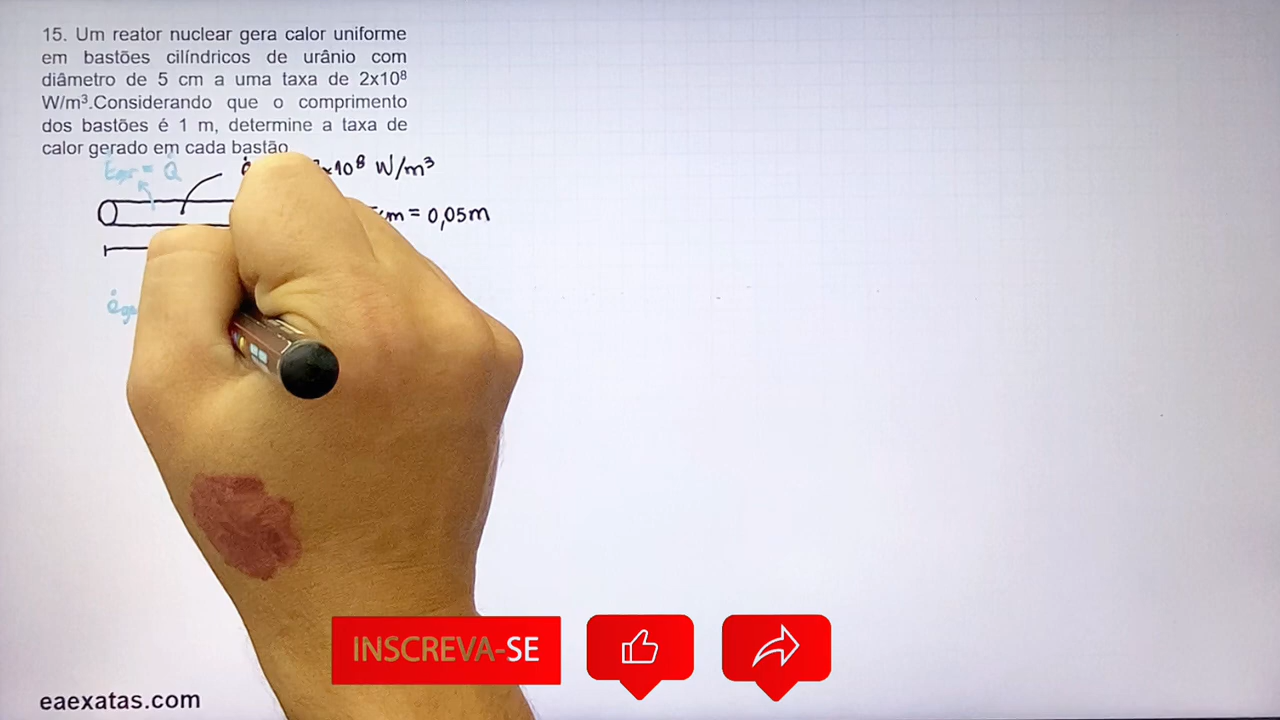 15. Um reator nuclear gera calor uniforme
em bastões cilíndricos de urânio com
diâmetro de 5 cm a uma taxa de 2x10⁸
W/m³.Considerando que o comprimento
dos bastões é 1 m, determine a taxa de
calor gerado em cada bastão
= Q̇
x10⁸ W/m³
cm = 0,05m
INSCREVA-SE
eaexatas.com